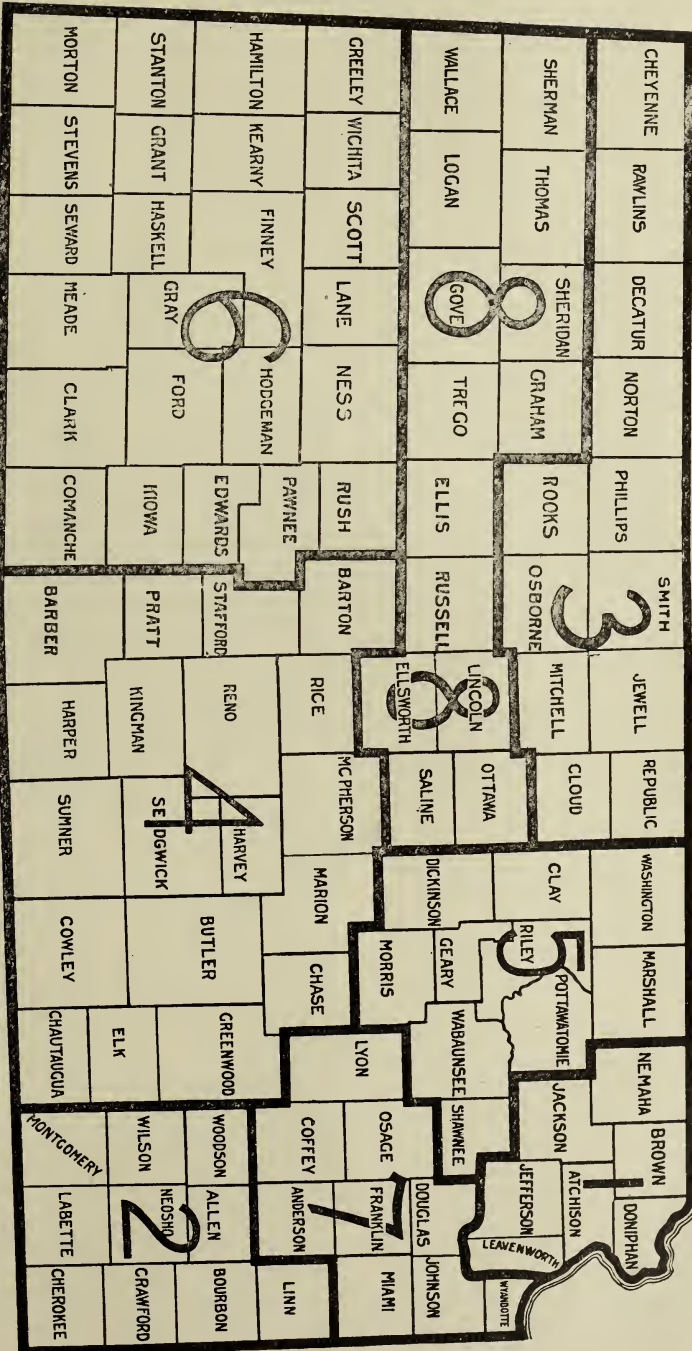 CHEYENNE
RAWLINS
DECATUR
NORTON
PHILLIPS
SMITH
JEWELL
REPUBLIC
WASHINGTON
MARSHALL
NEMAHA
BROWN
DONIPHAN
SHERMAN
THOMAS
SHERIDAN
GRAHAM
ROOKS
OSBORNE
3
MITCHELL
CLOUD
CLAY
RILEY
5
POTTAWATOMIE
JACKSON
ATCHISON
1
JEFFERSON
LEAVENWORTH
WYANDOTTE
WALLACE
LOGAN
GOVE
8
TREGO
ELLIS
RUSSELL
LINCOLN
ELLSWORTH
8
OTTAWA
SALINE
DICKINSON
GEARY
MORRIS
WABAUNSEE
SHAWNEE
DOUGLAS
JOHNSON
GREELEY
WICHITA
SCOTT
LANE
NESS
RUSH
BARTON
RICE
MCPHERSON
MARION
CHASE
LYON
OSAGE
COFFEY
FRANKLIN
7
ANDERSON
MIAMI
LINN
HAMILTON
KEARNY
FINNEY
HODGEMAN
6
PAWNEE
EDWARDS
STAFFORD
RENO
HARVEY
4
SEDGWICK
BUTLER
GREENWOOD
WOODSON
ALLEN
BOURBON
STANTON
GRANT
HASKELL
GRAY
FORD
KIOWA
PRATT
KINGMAN
ELK
WILSON
NEOSHO
2
CRAWFORD
MORTON
STEVENS
SEWARD
MEADE
CLARK
COMANCHE
BARBER
HARPER
SUMNER
COWLEY
CHAUTAUGUA
MONTGOMERY
LABETTE
CHEROKEE